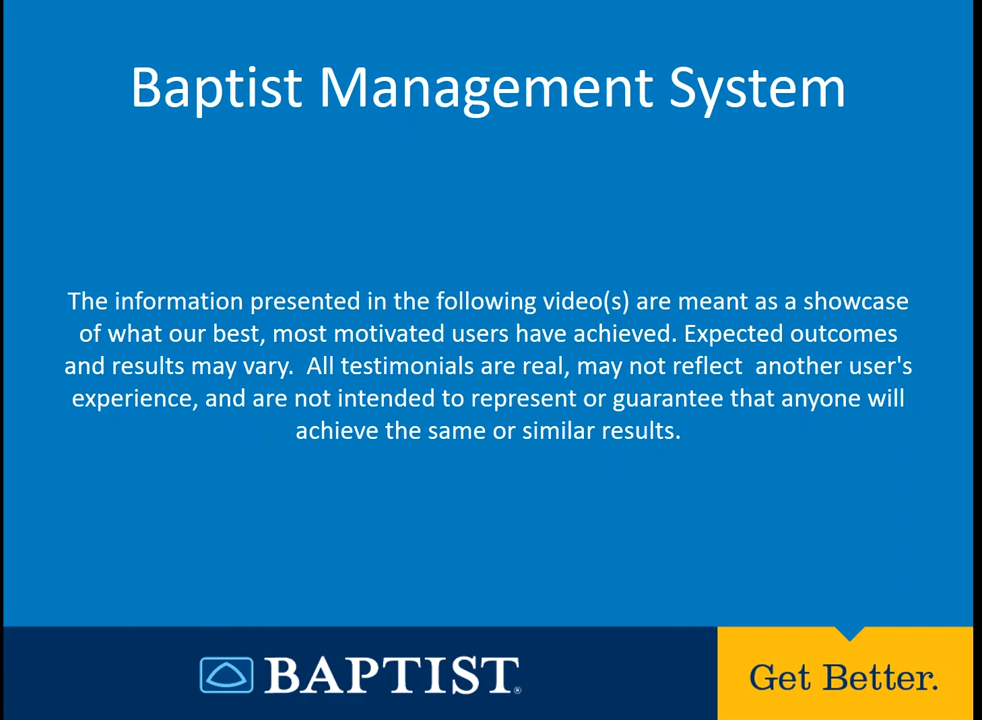 Baptist Management System
The information presented in the following video(s) are meant as a showcase
of what our best, most motivated users have achieved. Expected outcomes
and results may vary.  All testimonials are real, may not reflect  another user's
experience, and are not intended to represent or guarantee that anyone will
achieve the same or similar results.
BAPTIST®
Get Better.